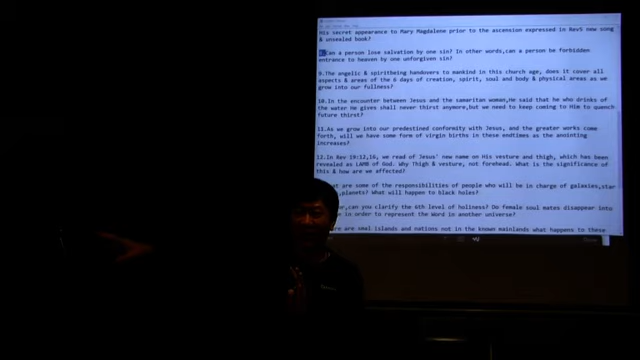 His secret appearance to Mary Magdalene prior to the ascension expressed in Rev5 new song
& unsealed book?
8.Can a person love salvation by one sin? In other words,can a person be forbidden
entrance to heaven by one unforgiven sin?
9.The angelic & spiritbeing handovers to mankind in this church age, does it cover all
aspects & areas of the 6 days of creation, spirit, soul and body & physical areas as we
grow into our fullness?
10.In the encounter between Jesus and the samaritan woman,He said that he who drinks of
the water He gives shall never thirst anymore,but we need to keep coming to Him to quench
future thirst?
11.As we grow into our predestined conformity with Jesus, and the greater works come
forth, will we have some form of virgin births in these endtimes as the anointing
increases?
12.In Rev 19:12,16, we read of Jesus' new name on His vesture and thigh, which has been
revealed as LAMB of God. Why Thigh & vesture, not forehead. What is the significance of
this & how are we affected?
hat are some of the responsibilities of people who will be in charge of galaxies,star
,planets? What will happen to black holes?
er, can you clarify the 6th level of holiness? Do female soul mates disappear into
e in order to represent the Word in another universe?
re are small islands and nations not in the known mainlands what happens to these